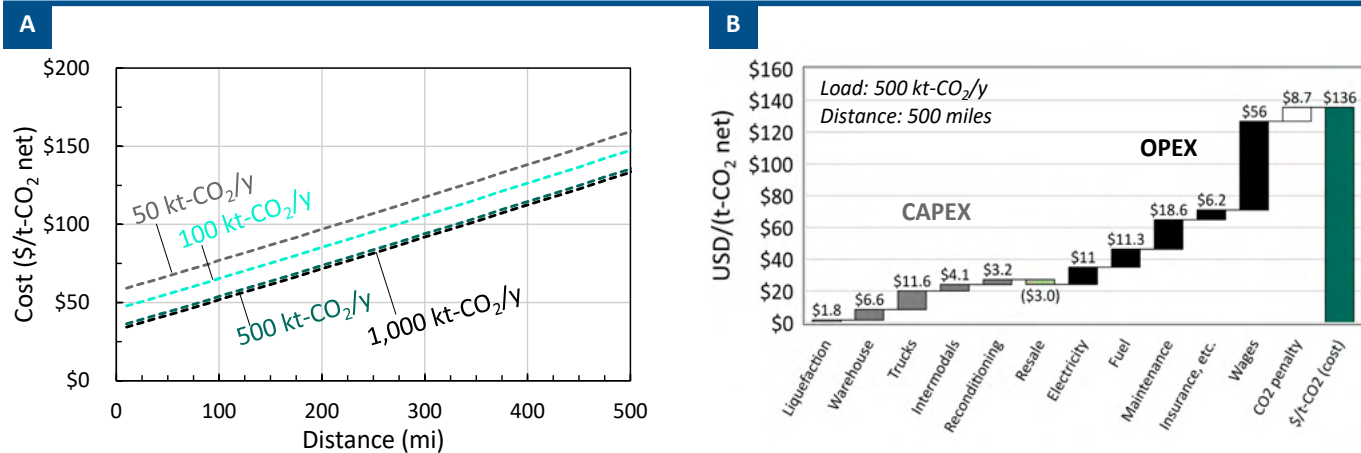 A
Cost ($/t-CO₂ net)
$200
$150
$100
$50
$0
50 kt-CO₂/y
100 kt-CO₂/y
500 kt-CO₂/y
1,000 kt-CO₂/y
0 100 200 300 400 500
Distance (mi)
B
USD/(t-CO₂ net)
$160
$140
$120
$100
$80
$60
$40
$20
$0
Load: 500 kt-CO₂/y
Distance: 500 miles
CAPEX
OPEX
$1.8
$6.6
$11.6
$4.1
$3.2
($3.0)
$11
$11.3
$18.6
$6.2
$56
$8.7
$136
Liquefaction
Warehouse
Trucks
Intermodals
Reconditioning
Resale
Electricity
Fuel
Maintenance
Insurance, etc.
Wages
CO2 penalty
$/t-CO2 (cost)